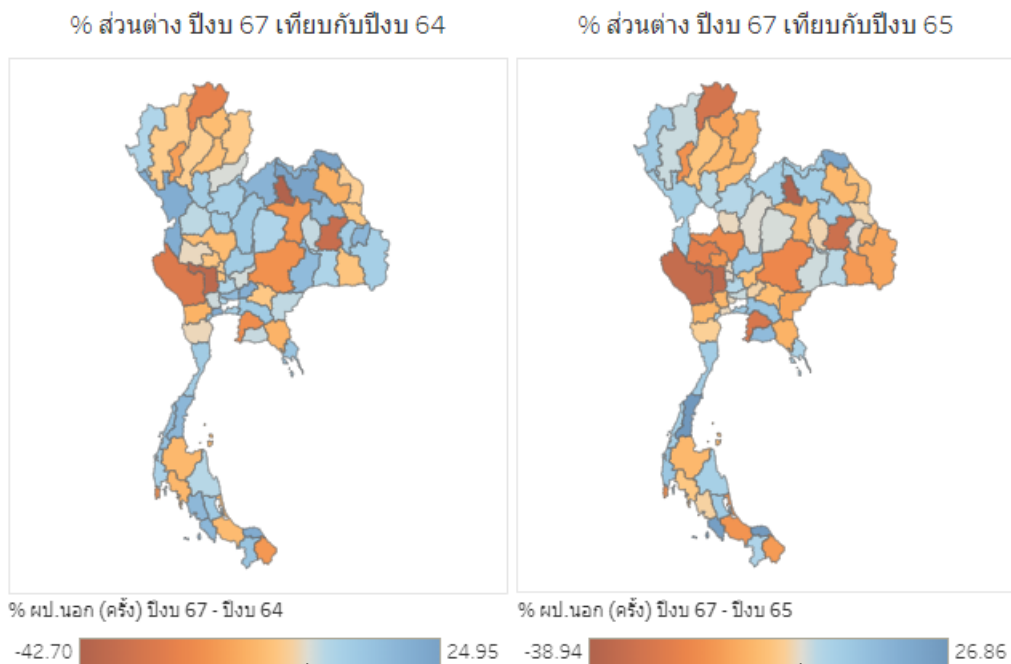 % ส่วนต่าง ปีงบ 67 เทียบกับปีงบ 64
% ส่วนต่าง ปีงบ 67 เทียบกับปีงบ 65
% ผป.นอก (ครั้ง) ปีงบ 67 - ปีงบ 64
% ผป.นอก (ครั้ง) ปีงบ 67 - ปีงบ 65
-42.70 24.95
-38.94 26.86